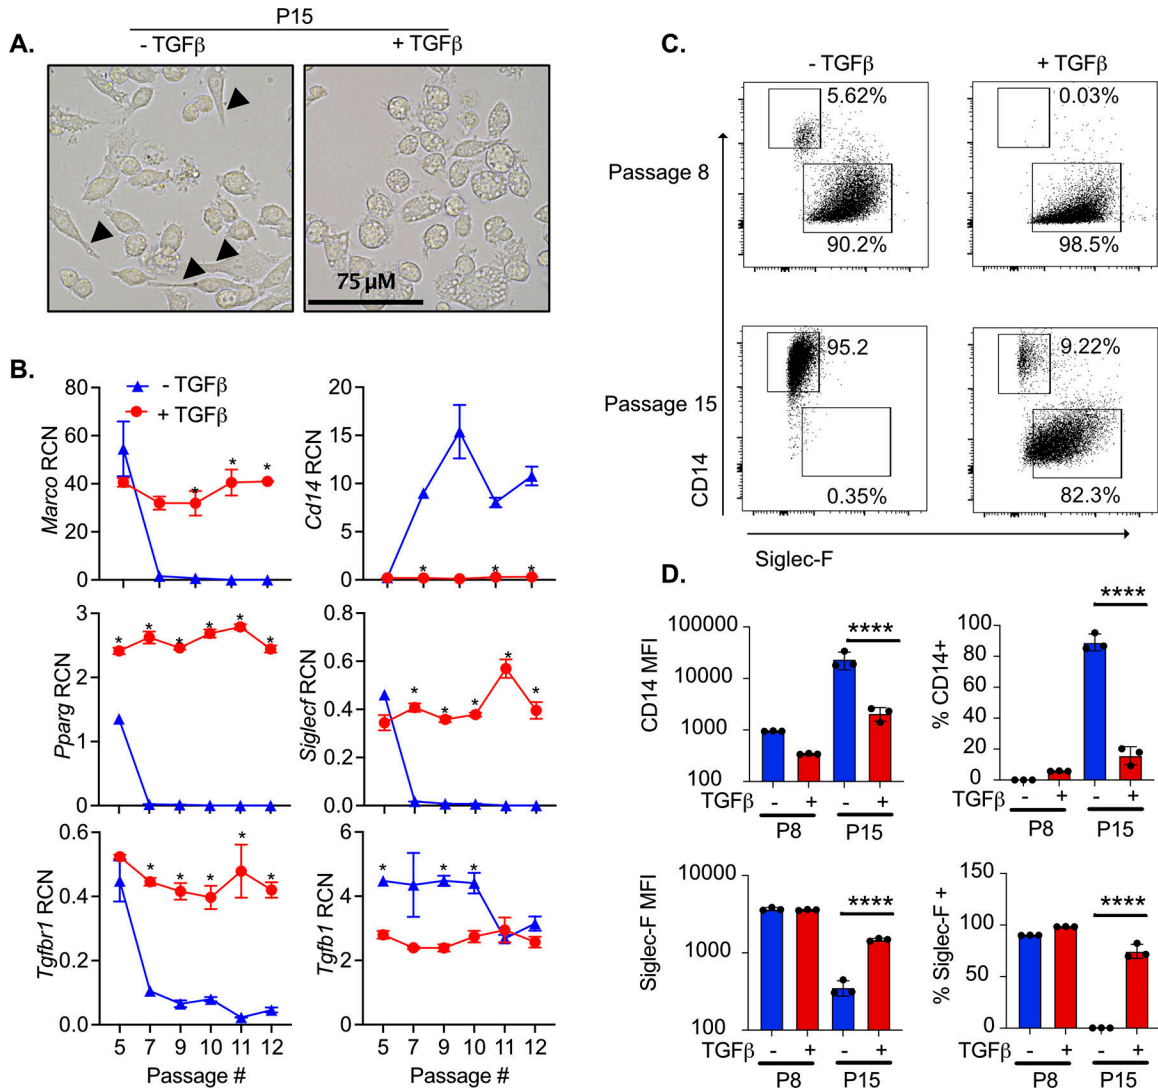 P15
A.
- TGFβ
+ TGFβ
75 μM
B.
- TGFβ
+ TGFβ
80
60
40
20
0
Marco RCN
*
*
*
20
15
10
5
0
Cd14 RCN
*
*
*
3
2
1
0
Pparg RCN
*
*
*
*
*
*
0.8
0.6
0.4
0.2
0.0
Siglecf RCN
*
*
*
*
*
0.6
0.4
0.2
0.0
Tgfbr1 RCN
*
*
*
*
*
5 7 9 10 11 12
Passage #
6
4
2
0
Tgfb1 RCN
*
*
*
5 7 9 10 11 12
Passage #
C.
- TGFβ
+ TGFβ
Passage 8
5.62%
90.2%
0.03%
98.5%
Passage 15
95.2
0.35%
9.22%
82.3%
CD14
Siglec-F
D.
CD14 MFI
100000
10000
1000
100
****
TGFβ - + - +
P8 P15
% CD14+
100
80
60
40
20
0
****
TGFβ - + - +
P8 P15
Siglec-F MFI
10000
1000
100
****
TGFβ - + - +
P8 P15
% Siglec-F +
150
100
50
0
****
TGFβ - + - +
P8 P15